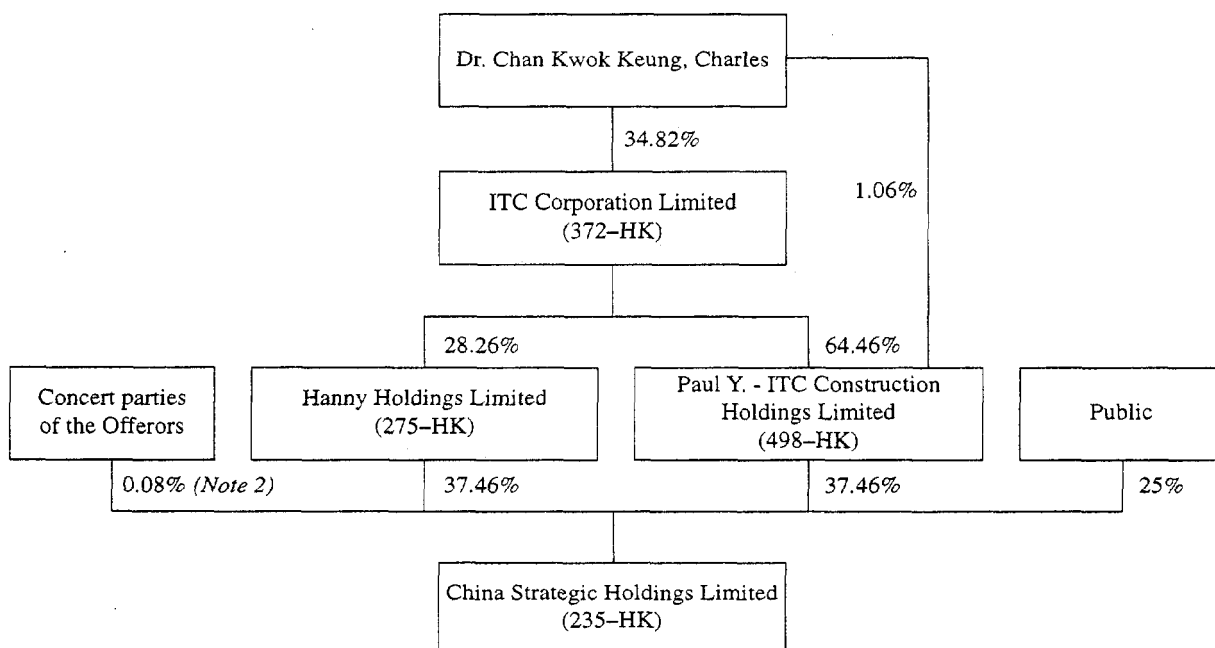 Dr. Chan Kwok Keung, Charles
34.82%
1.06%
ITC Corporation Limited
(372–HK)
28.26%
64.46%
Concert parties
of the Offerors
Hanny Holdings Limited
(275–HK)
Paul Y. - ITC Construction
Holdings Limited
(498–HK)
Public
0.08% (Note 2)
37.46%
37.46%
25%
China Strategic Holdings Limited
(235–HK)